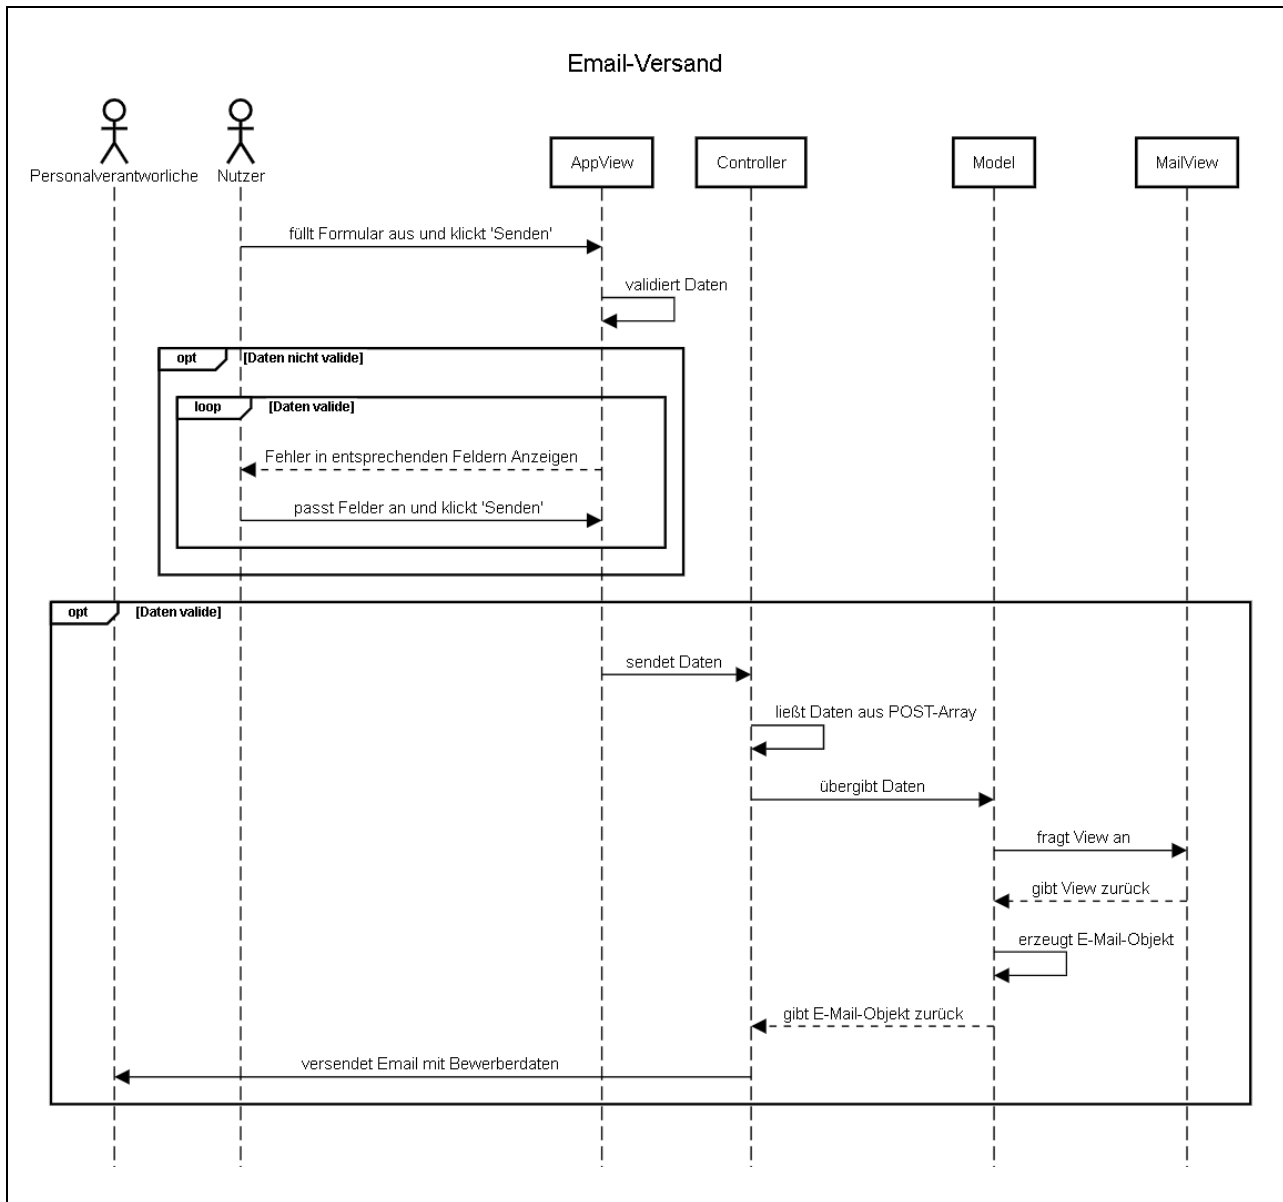 Email-Versand
Personalverantworliche
Nutzer
AppView
Controller
Model
MailView
füllt Formular aus und klickt 'Senden'
validiert Daten
opt
[Daten nicht valide]
loop
[Daten valide]
Fehler in entsprechenden Feldern Anzeigen
passt Felder an und klickt 'Senden'
opt
[Daten valide]
sendet Daten
ließt Daten aus POST-Array
übergibt Daten
fragt View an
gibt View zurück
erzeugt E-Mail-Objekt
gibt E-Mail-Objekt zurück
versendet Email mit Bewerberdaten